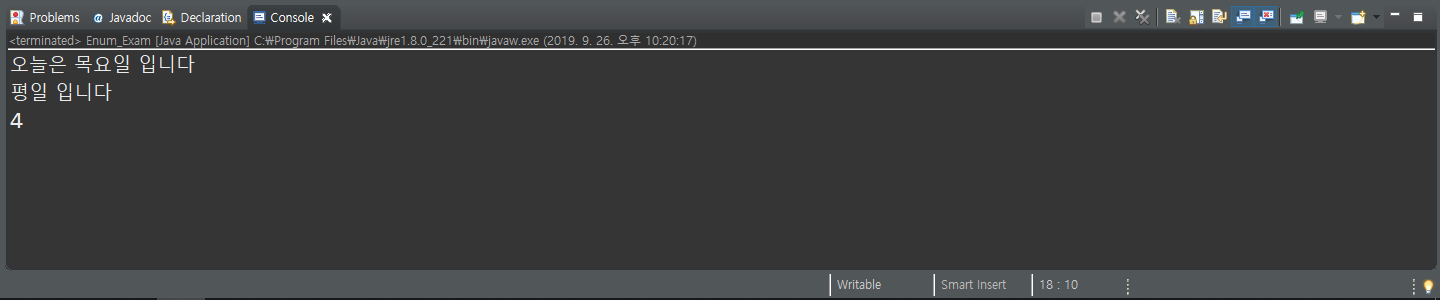 Problems @ Javadoc Declaration Console
<terminated> Enum_Exam [Java Application] C:₩Program Files₩Java₩jre1.8.0_221₩bin₩javaw.exe (2019. 9. 26. 오후 10:20:17)
오늘은 목요일 입니다
평일 입니다
4
Writable Smart Insert 18 : 10